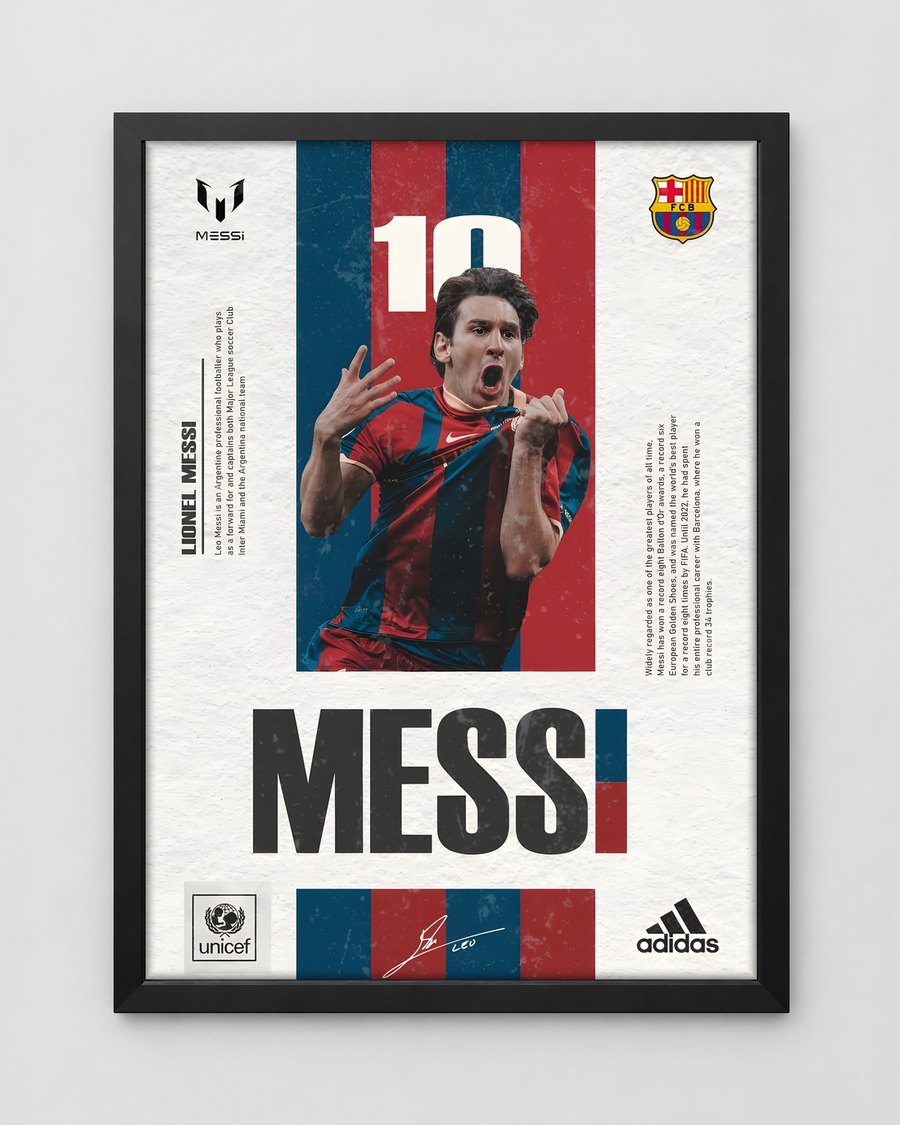 MESSi
FCB
10
LIONEL MESSI
Leo Messi is an Argentine professional footballer who plays
as a forward for and captains both Major League soccer Club
Inter Miami and the Argentina national team
Widely regarded as one of the greatest players of all time,
Messi has won a record eight Ballon d'Or awards, a record six
European Golden Shoes, and was named the world's best player
for a record eight times by FIFA. Until 2022, he had spent
his entire professional career with Barcelona, where he won a
club record 34 trophies.
MESSI
unicef
LEO
adidas